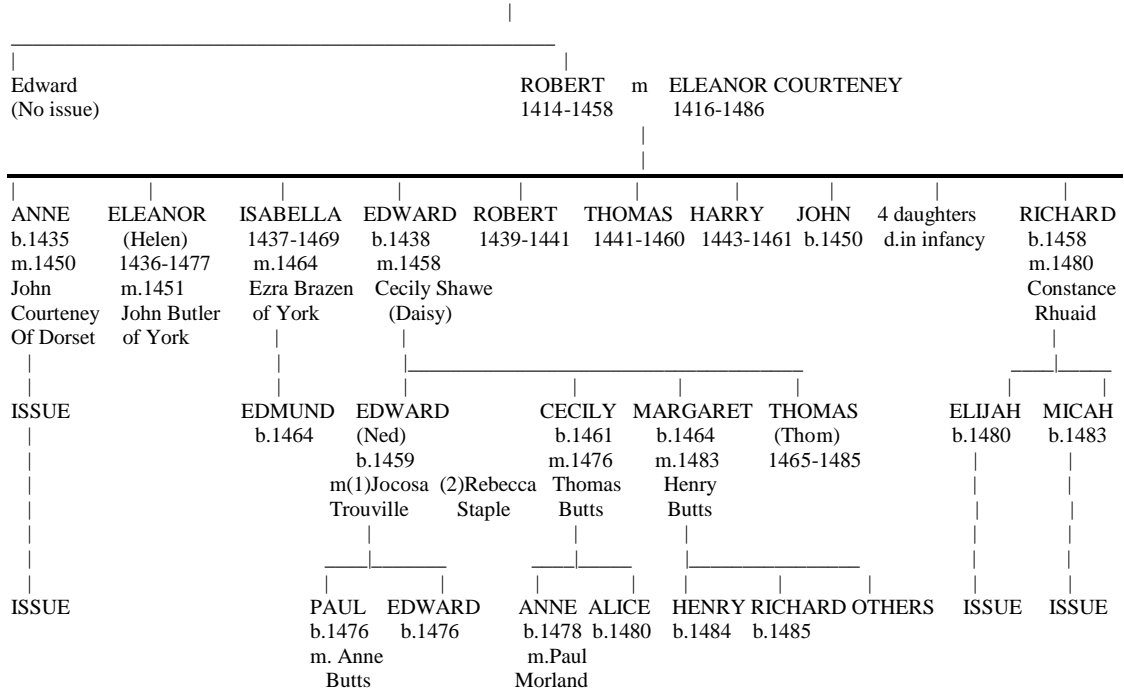 Edward ROBERT m ELEANOR COURTENEY
(No issue) 1414-1458 1416-1486
ANNE ELEANOR ISABELLA EDWARD ROBERT THOMAS HARRY JOHN 4 daughters RICHARD
b.1435 (Helen) 1437-1469 b.1438 1439-1441 1441-1460 1443-1461 b.1450 d.in infancy b.1458
m.1450 1436-1477 m.1464 m.1458 m.1480
John m.1451 Ezra Brazen Cecily Shawe Constance
Courteney John Butler of York (Daisy) Rhuaid
Of Dorset of York
ISSUE EDMUND EDWARD CECILY MARGARET THOMAS ELIJAH MICAH
b.1464 (Ned) b.1461 b.1464 (Thom) b.1480 b.1483
b.1459 m.1476 m.1483 1465-1485
m(1)Jocosa (2)Rebecca Thomas Henry
Trouville Staple Butts Butts
ISSUE PAUL EDWARD ANNE ALICE HENRY RICHARD OTHERS ISSUE ISSUE
b.1476 b.1476 b.1478 b.1480 b.1484 b.1485
m. Anne m.Paul
Butts Morland